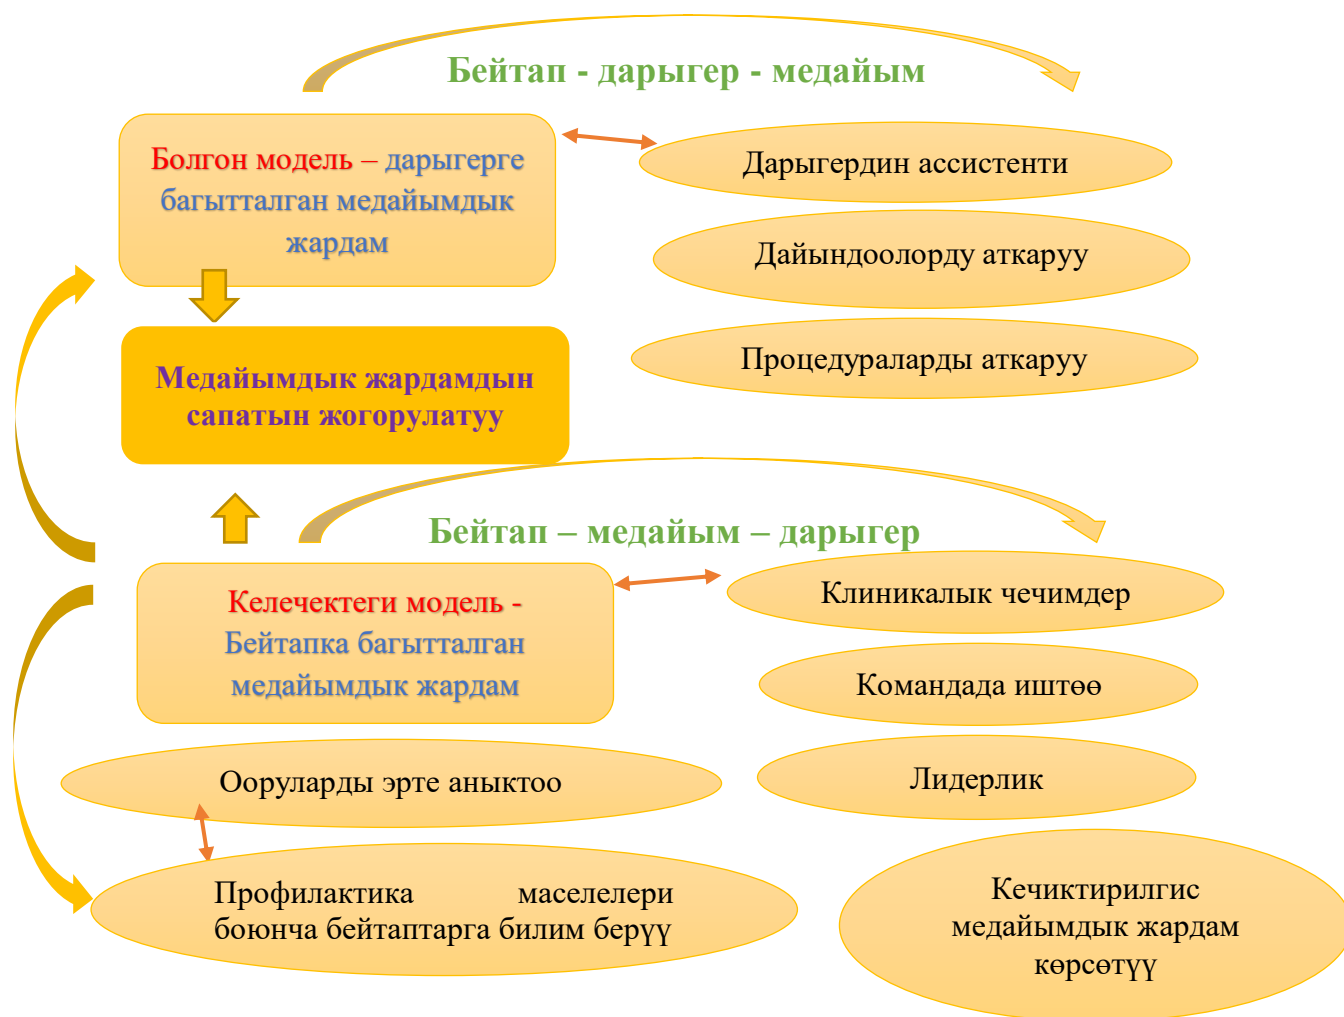 Бейтап - дарыгер - медайым
Болгон модель – дарыгерге
багытталган медайымдык
жардам
Дарыгердин ассистенти
Дайындоолорду аткаруу
Процедураларды аткаруу
Медайымдык жардамдын
сапатын жогорулатуу
Бейтап – медайым – дарыгер
Келечектеги модель -
Бейтапка багытталган
медайымдык жардам
Клиникалык чечимдер
Командада иштөө
Лидерлик
Ооруларды эрте аныктоо
Профилактика маселелери
боюнча бейтаптарга билим берүү
Кечиктирилгис
медайымдык жардам
көрсөтүү